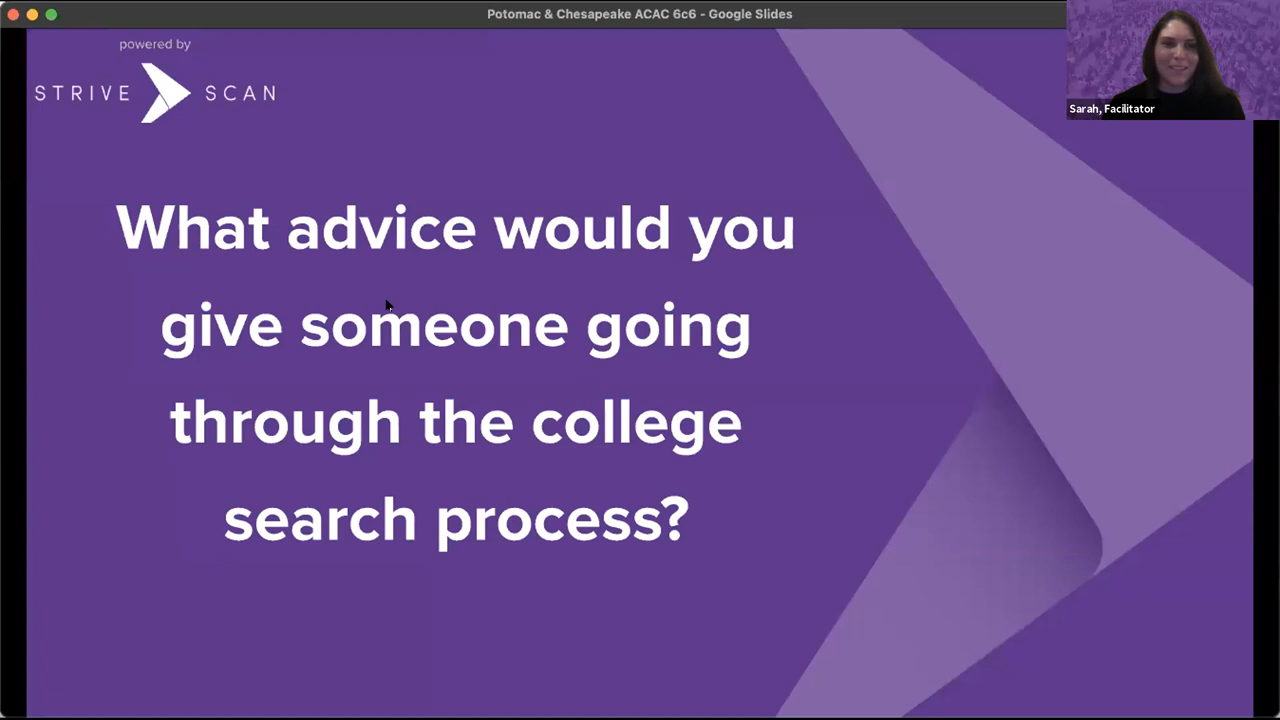 Potomac & Chesapeake ACAC 6c6 - Google Slides
powered by
STRIVE SCAN
Sarah, Facilitator
What advice would you
give someone going
through the college
search process?